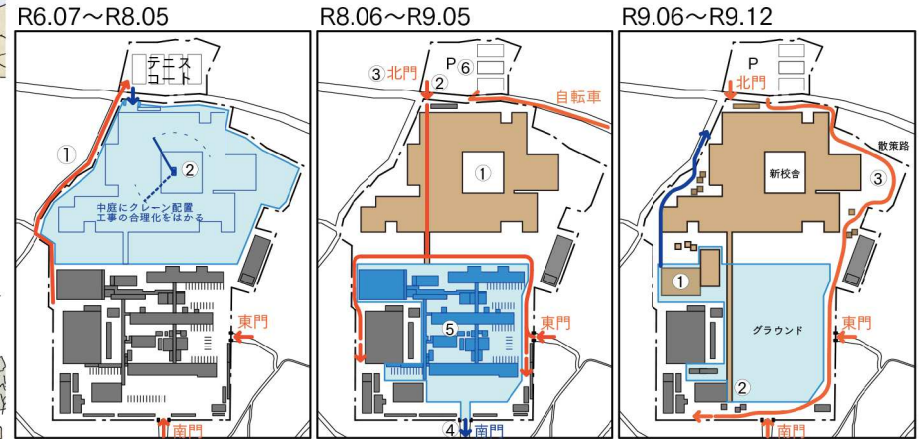 R6.07～R8.05
テニス
コート
①
②
中庭にクレーン配置
工事の合理化をはかる
東門
南門
R8.06～R9.05
P⑥
③北門
②
自転車
①
⑤
東門
④
南門
R9.06～R9.12
P
北門
散策路
新校舎
③
①
グラウンド
東門
②
南門